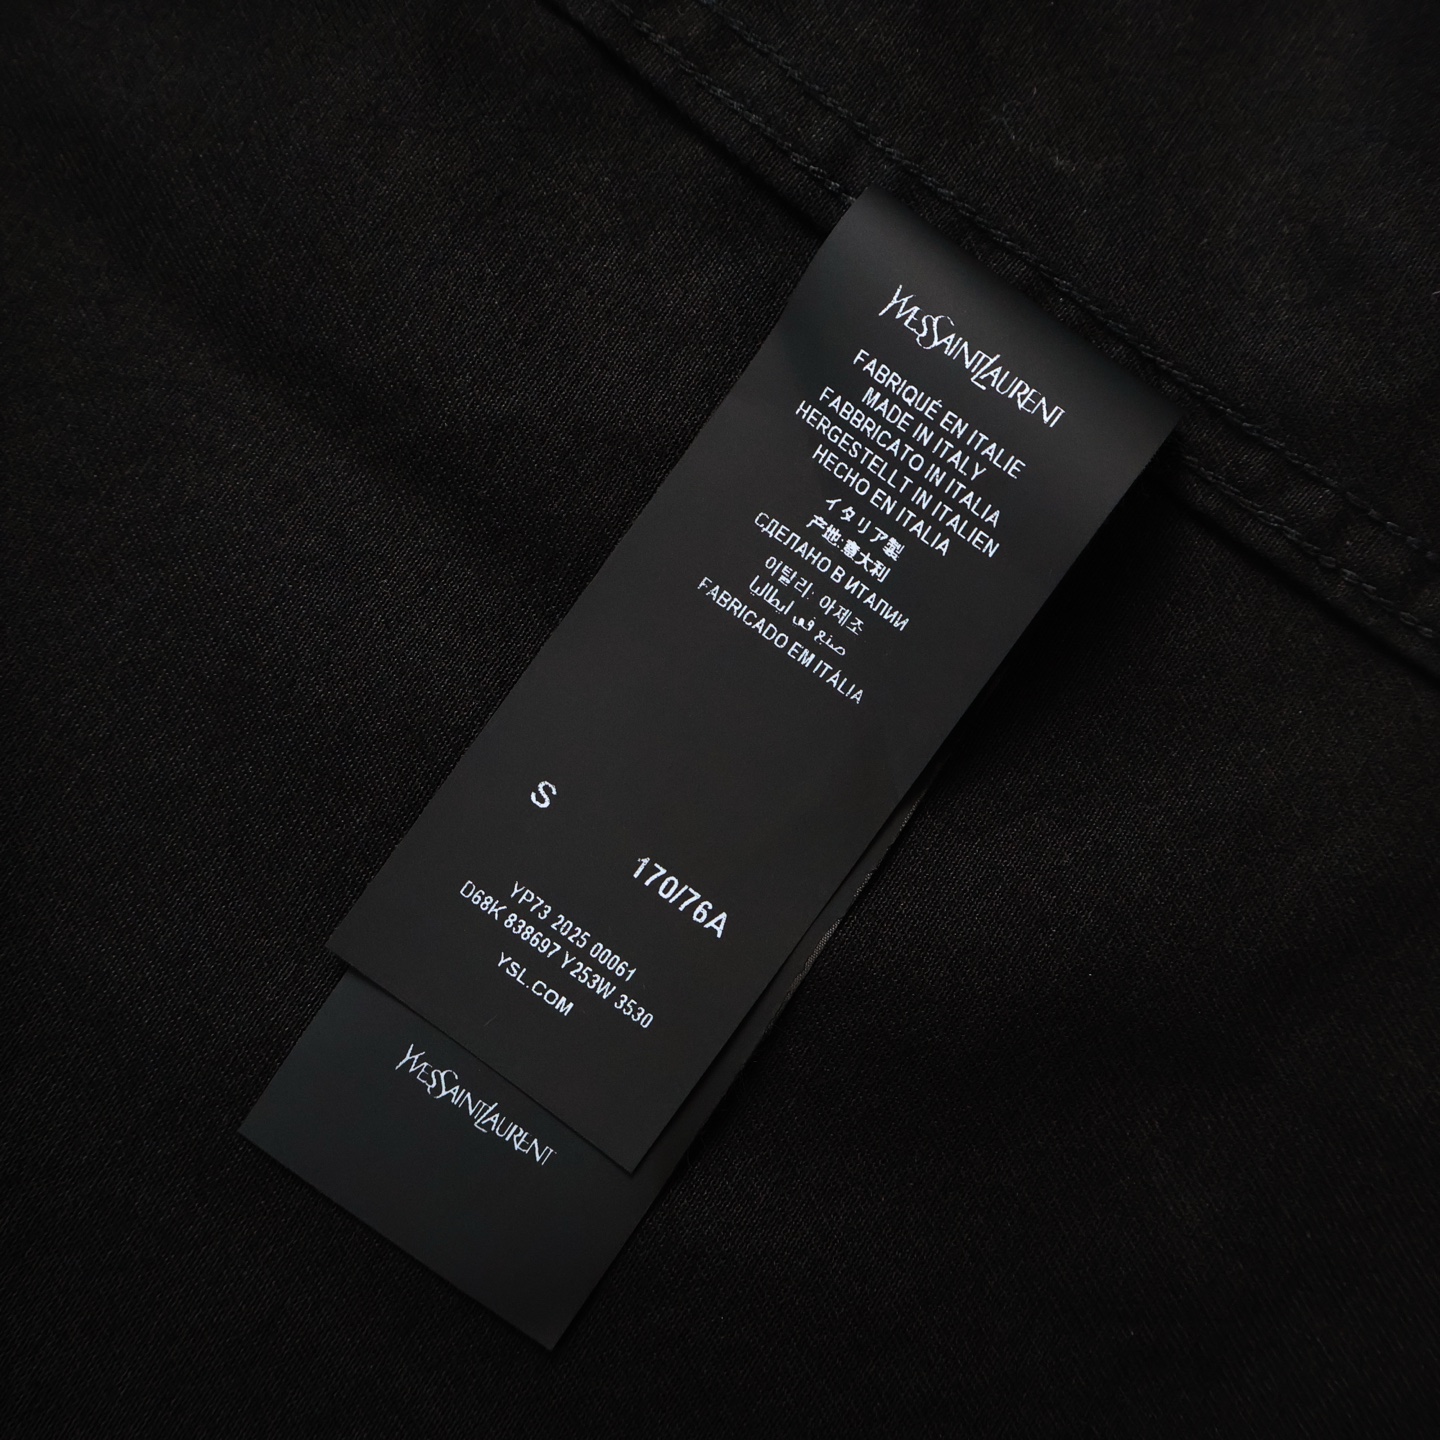 YVESSAINTLAURENT
FABRIQUÉ EN ITALIE
MADE IN ITALY
FABBRICATO IN ITALIA
HERGESTELLT IN ITALIEN
HECHO EN ITALIA
イタリア製
产地:意大利
СДЕЛАНО В ИТАЛИИ
이탈리: 아제조
صنع في إيطاليا
FABRICADO EM ITÁLIA
S
170/76A
YP73 2025 00061
D68K 838697 Y253W 3530
YSL.COM
YVESSAINTLAURENT